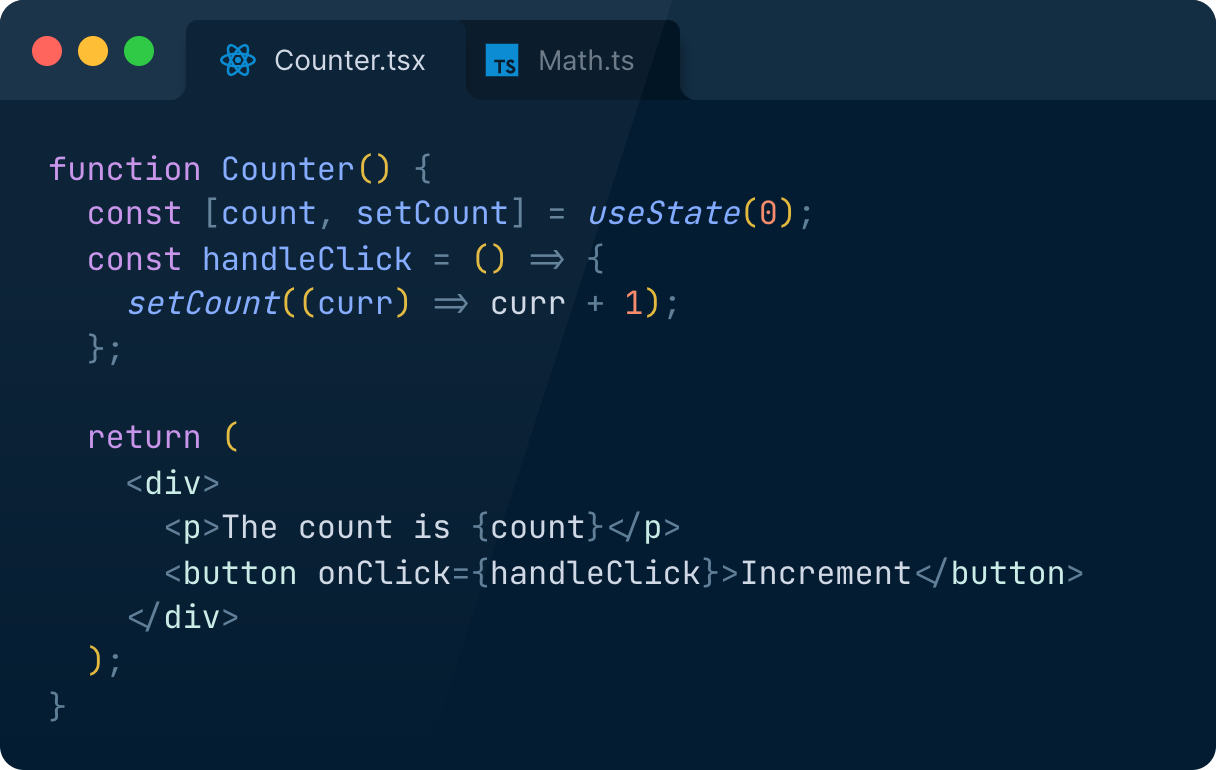 Counter.tsx
TS Math.ts
function Counter() {
  const [count, setCount] = useState(0);
  const handleClick = () => {
    setCount((curr) => curr + 1);
  };

  return (
    <div>
      <p>The count is {count}</p>
      <button onClick={handleClick}>Increment</button>
    </div>
  );
}